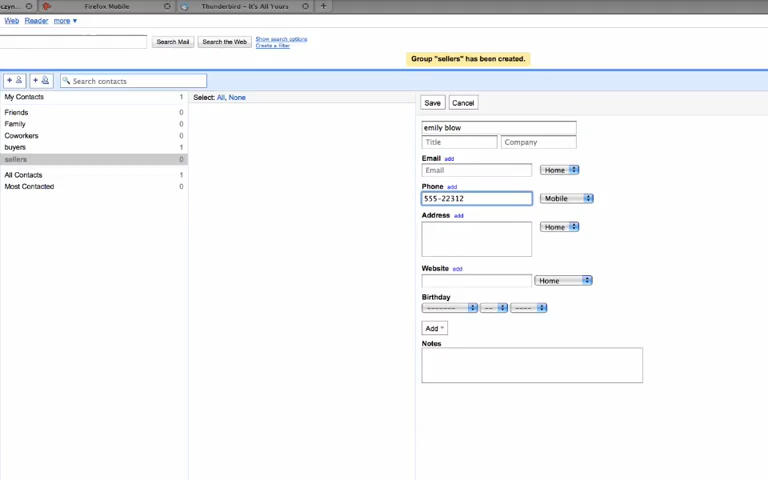 oczyn...
Firefox Mobile
Thunderbird – It's All Yours
Web Reader more ▼
Search Mail
Search the Web
Show search options
Create a filter
Group "sellers" has been created.
Search contacts
My Contacts 1
Friends 0
Family 0
Coworkers 0
buyers 1
sellers 0
All Contacts 1
Most Contacted 0
Select: All, None
Save
Cancel
emily blow
Title
Company
Email add
Email
Home
Phone add
555-22312
Mobile
Address add
Home
Website add
Home
Birthday
Add
Notes